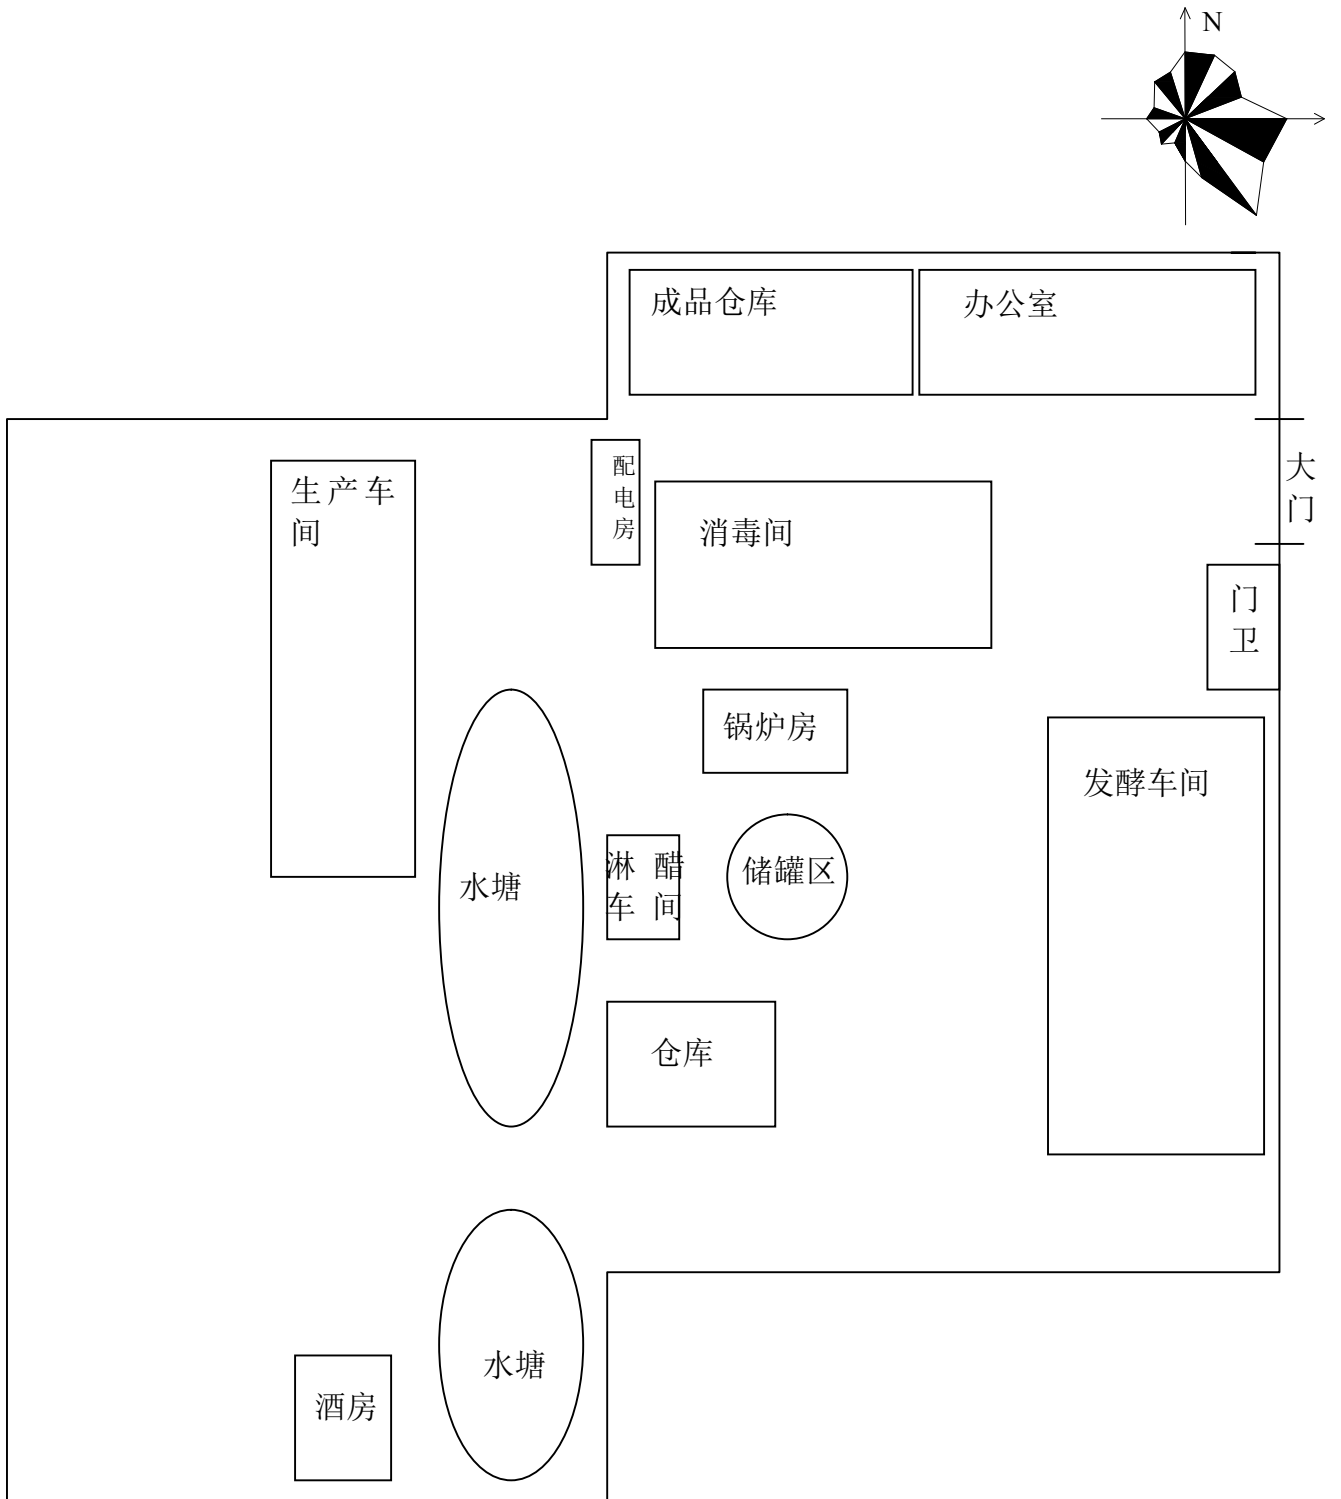 N
成品仓库
办公室
大
门
生产车
间
配
电
房
消毒间
门
卫
锅炉房
发酵车间
淋 醋
车 间
储罐区
水塘
仓库
水塘
酒房